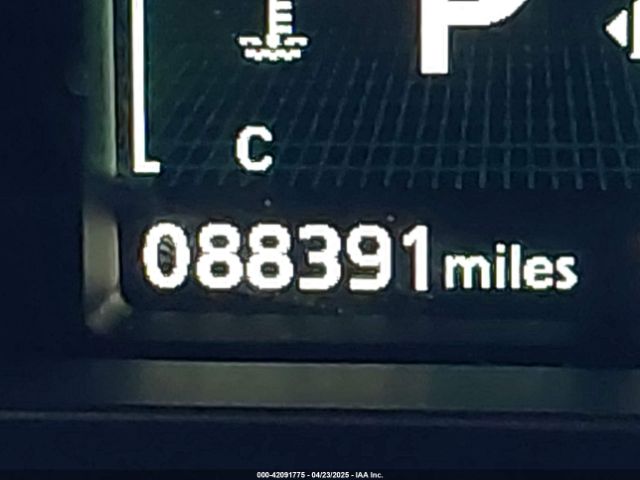 P
C
088391 miles
000-42091775 - 04/23/2025 - IAA Inc.